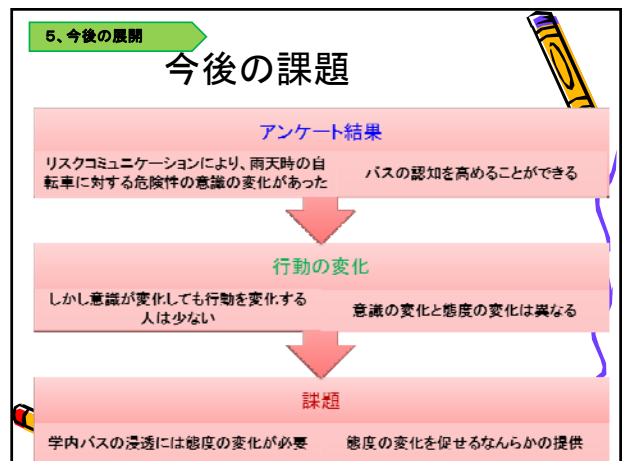 5、今後の展開
今後の課題
アンケート結果
リスクコミュニケーションにより、雨天時の自
転車に対する危険性の意識の変化があった
バスの認知を高めることができる
行動の変化
しかし意識が変化しても行動を変化する
人は少ない
意識の変化と態度の変化は異なる
課題
学内バスの浸透には態度の変化が必要
態度の変化を促せるなんらかの提供